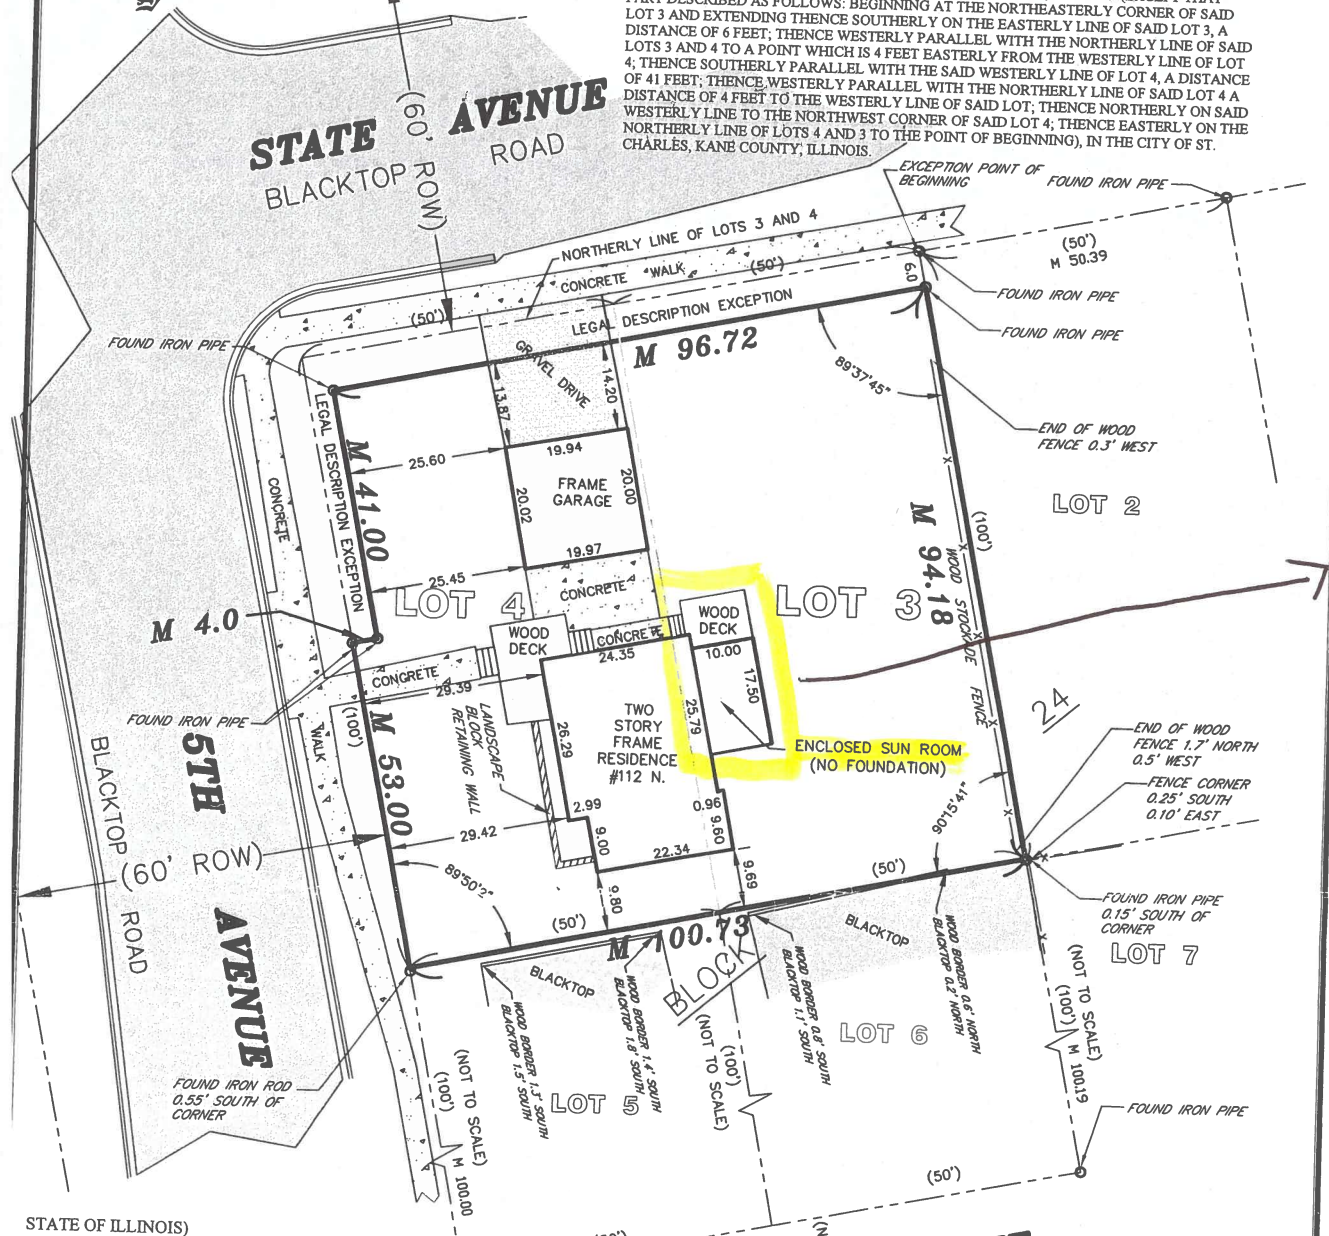 LOT 3 AND EXTENDING THENCE SOUTHERLY ON THE EASTERLY LINE OF SAID LOT 3, A
DISTANCE OF 6 FEET; THENCE WESTERLY PARALLEL WITH THE NORTHERLY LINE OF SAID
LOTS 3 AND 4 TO A POINT WHICH IS 4 FEET EASTERLY FROM THE WESTERLY LINE OF LOT
4; THENCE SOUTHERLY PARALLEL WITH THE SAID WESTERLY LINE OF LOT 4, A DISTANCE
OF 41 FEET; THENCE WESTERLY PARALLEL WITH THE NORTHERLY LINE OF SAID LOT 4 A
DISTANCE OF 4 FEET TO THE WESTERLY LINE OF SAID LOT; THENCE NORTHERLY ON SAID
WESTERLY LINE TO THE NORTHWEST CORNER OF SAID LOT 4; THENCE EASTERLY ON THE
NORTHERLY LINE OF LOTS 4 AND 3 TO THE POINT OF BEGINNING), IN THE CITY OF ST.
CHARLES, KANE COUNTY, ILLINOIS.
STATE AVENUE
BLACKTOP ROAD
(60' ROW)
EXCEPTION POINT OF
BEGINNING
FOUND IRON PIPE
(50')
M 50.39
NORTHERLY LINE OF LOTS 3 AND 4
CONCRETE WALK
(50')
(50')
6.0
FOUND IRON PIPE
FOUND IRON PIPE
LEGAL DESCRIPTION EXCEPTION
M 96.72
FOUND IRON PIPE
GRAVEL DRIVE
13.87
14.20
89°37'45"
LEGAL DESCRIPTION EXCEPTION
M 41.00
25.60
19.94
FRAME
GARAGE
20.02
20.00
19.97
END OF WOOD
FENCE 0.3' WEST
LOT 2
CONCRETE
M 94.18
(100')
WOOD STOCKADE FENCE
25.45
CONCRETE
LOT 4
LOT 3
M 4.0
WOOD
DECK
CONCRETE
24.35
WOOD
DECK
10.00
17.50
CONCRETE
29.39
FOUND IRON PIPE
(100')
WALK
M 53.00
LANDSCAPE
BLOCK
RETAINING WALL
26.29
TWO
STORY
FRAME
RESIDENCE
#112 N.
25.79
ENCLOSED SUN ROOM
(NO FOUNDATION)
24
END OF WOOD
FENCE 1.7' NORTH
0.5' WEST
FENCE CORNER
0.25' SOUTH
0.10' EAST
BLACKTOP ROAD
5TH AVENUE
(60' ROW)
29.42
2.99
9.00
0.96
9.60
22.34
90°15'41"
89°50'2"
9.80
9.69
(50')
(50')
M 100.73
BLOCK
BLACKTOP
BLACKTOP
WOOD BORDER 0.6' NORTH
BLACKTOP 0.2' NORTH
FOUND IRON PIPE
0.15' SOUTH OF
CORNER
LOT 7
WOOD BORDER 1.3' SOUTH
BLACKTOP 1.5' SOUTH
WOOD BORDER 1.4' SOUTH
BLACKTOP 1.8' SOUTH
WOOD BORDER 0.8' SOUTH
BLACKTOP 1.1' SOUTH
LOT 6
LOT 5
FOUND IRON ROD
0.55' SOUTH OF
CORNER
(NOT TO SCALE)
(100')
M 100.00
(100')
(NOT TO SCALE)
(NOT TO SCALE)
(100') M 100.19
FOUND IRON PIPE
(50')
STATE OF ILLINOIS)